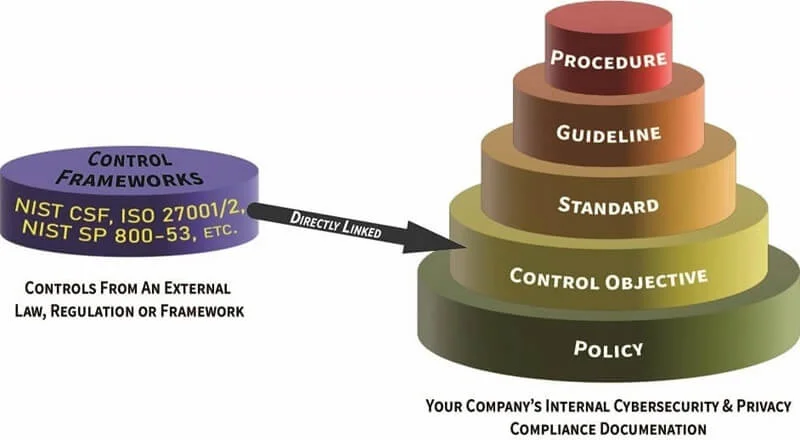 CONTROL
FRAMEWORKS
NIST CSF, ISO 27001/2,
NIST SP 800-53, ETC.
CONTROLS FROM AN EXTERNAL
LAW, REGULATION OR FRAMEWORK
DIRECTLY LINKED
PROCEDURE
GUIDELINE
STANDARD
CONTROL OBJECTIVE
POLICY
YOUR COMPANY'S INTERNAL CYBERSECURITY & PRIVACY
COMPLIANCE DOCUMENATION